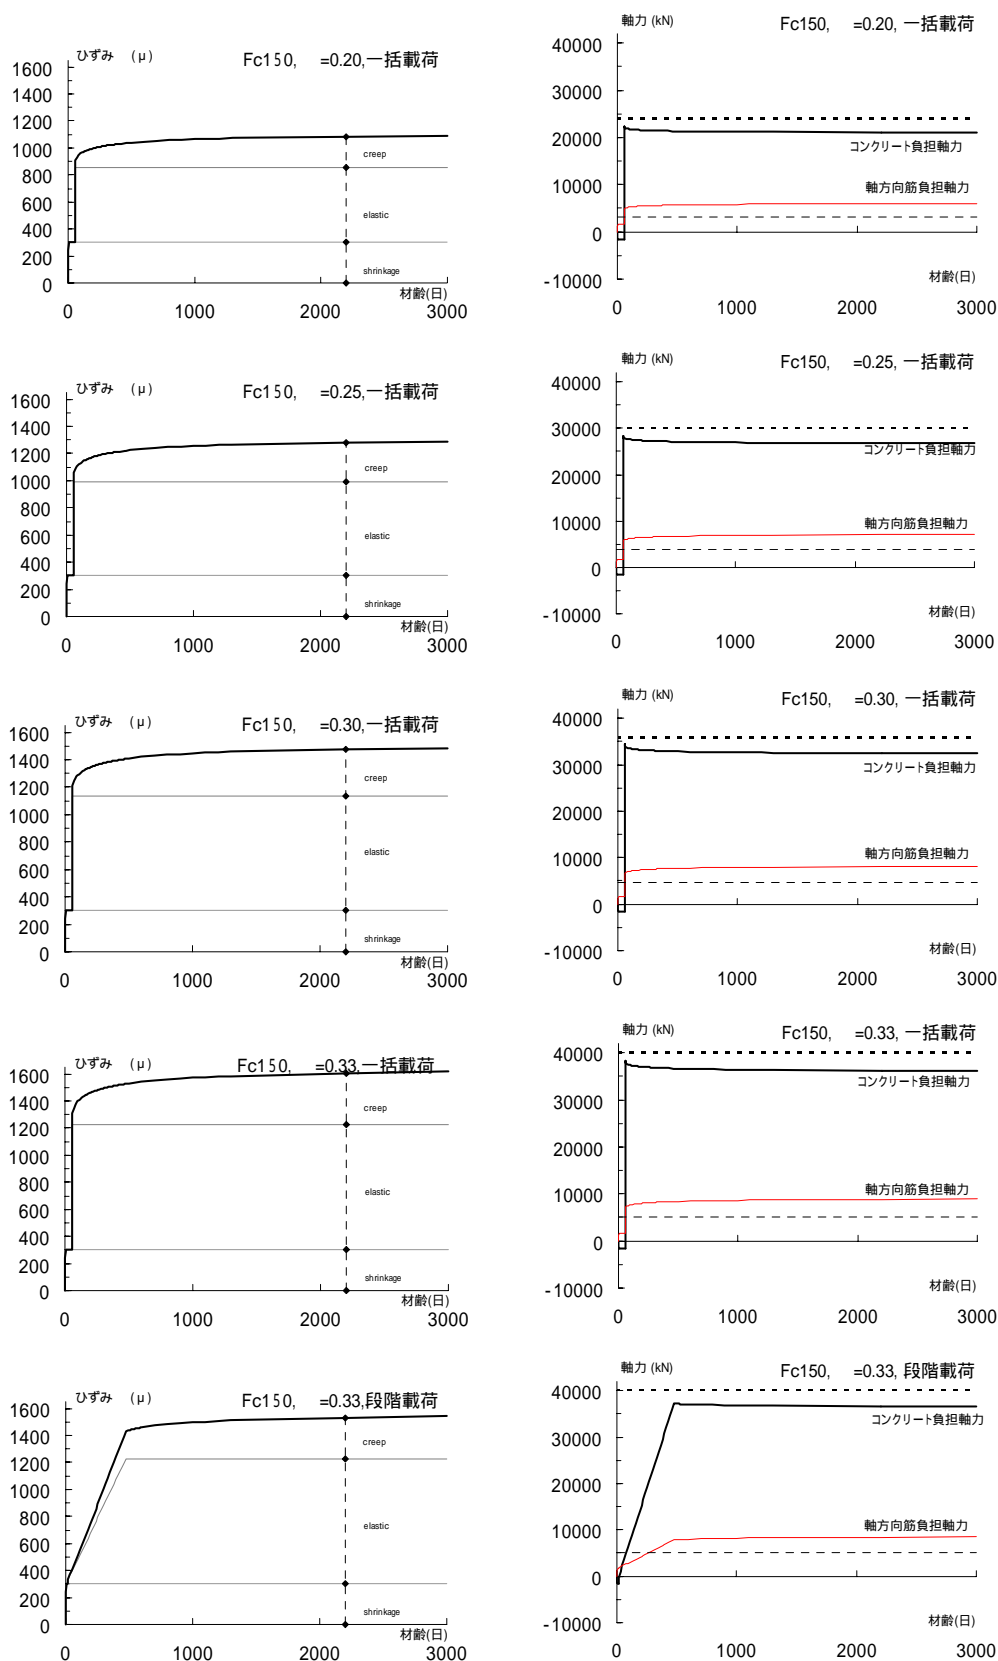 ひずみ (μ)
Fc150, =0.20,一括載荷
1600
1400
1200
1000
800
600
400
200
0
creep
elastic
shrinkage
材齢(日)
0 1000 2000 3000
軸力 (kN)
Fc150, =0.20, 一括載荷
40000
30000
20000
10000
0
-10000
コンクリート負担軸力
軸方向筋負担軸力
材齢(日)
0 1000 2000 3000
ひずみ (μ)
Fc150, =0.25,一括載荷
1600
1400
1200
1000
800
600
400
200
0
creep
elastic
shrinkage
材齢(日)
0 1000 2000 3000
軸力 (kN)
Fc150, =0.25, 一括載荷
40000
30000
20000
10000
0
-10000
コンクリート負担軸力
軸方向筋負担軸力
材齢(日)
0 1000 2000 3000
ひずみ (μ)
Fc150, =0.30,一括載荷
1600
1400
1200
1000
800
600
400
200
0
creep
elastic
shrinkage
材齢(日)
0 1000 2000 3000
軸力 (kN)
Fc150, =0.30, 一括載荷
40000
30000
20000
10000
0
-10000
コンクリート負担軸力
軸方向筋負担軸力
材齢(日)
0 1000 2000 3000
ひずみ (μ)
Fc150, =0.33,一括載荷
1600
1400
1200
1000
800
600
400
200
0
creep
elastic
shrinkage
材齢(日)
0 1000 2000 3000
軸力 (kN)
Fc150, =0.33, 一括載荷
40000
30000
20000
10000
0
-10000
コンクリート負担軸力
軸方向筋負担軸力
材齢(日)
0 1000 2000 3000
ひずみ (μ)
Fc150, =0.33,段階載荷
1600
1400
1200
1000
800
600
400
200
0
creep
elastic
shrinkage
材齢(日)
0 1000 2000 3000
軸力 (kN)
Fc150, =0.33, 段階載荷
40000
30000
20000
10000
0
-10000
コンクリート負担軸力
軸方向筋負担軸力
材齢(日)
0 1000 2000 3000